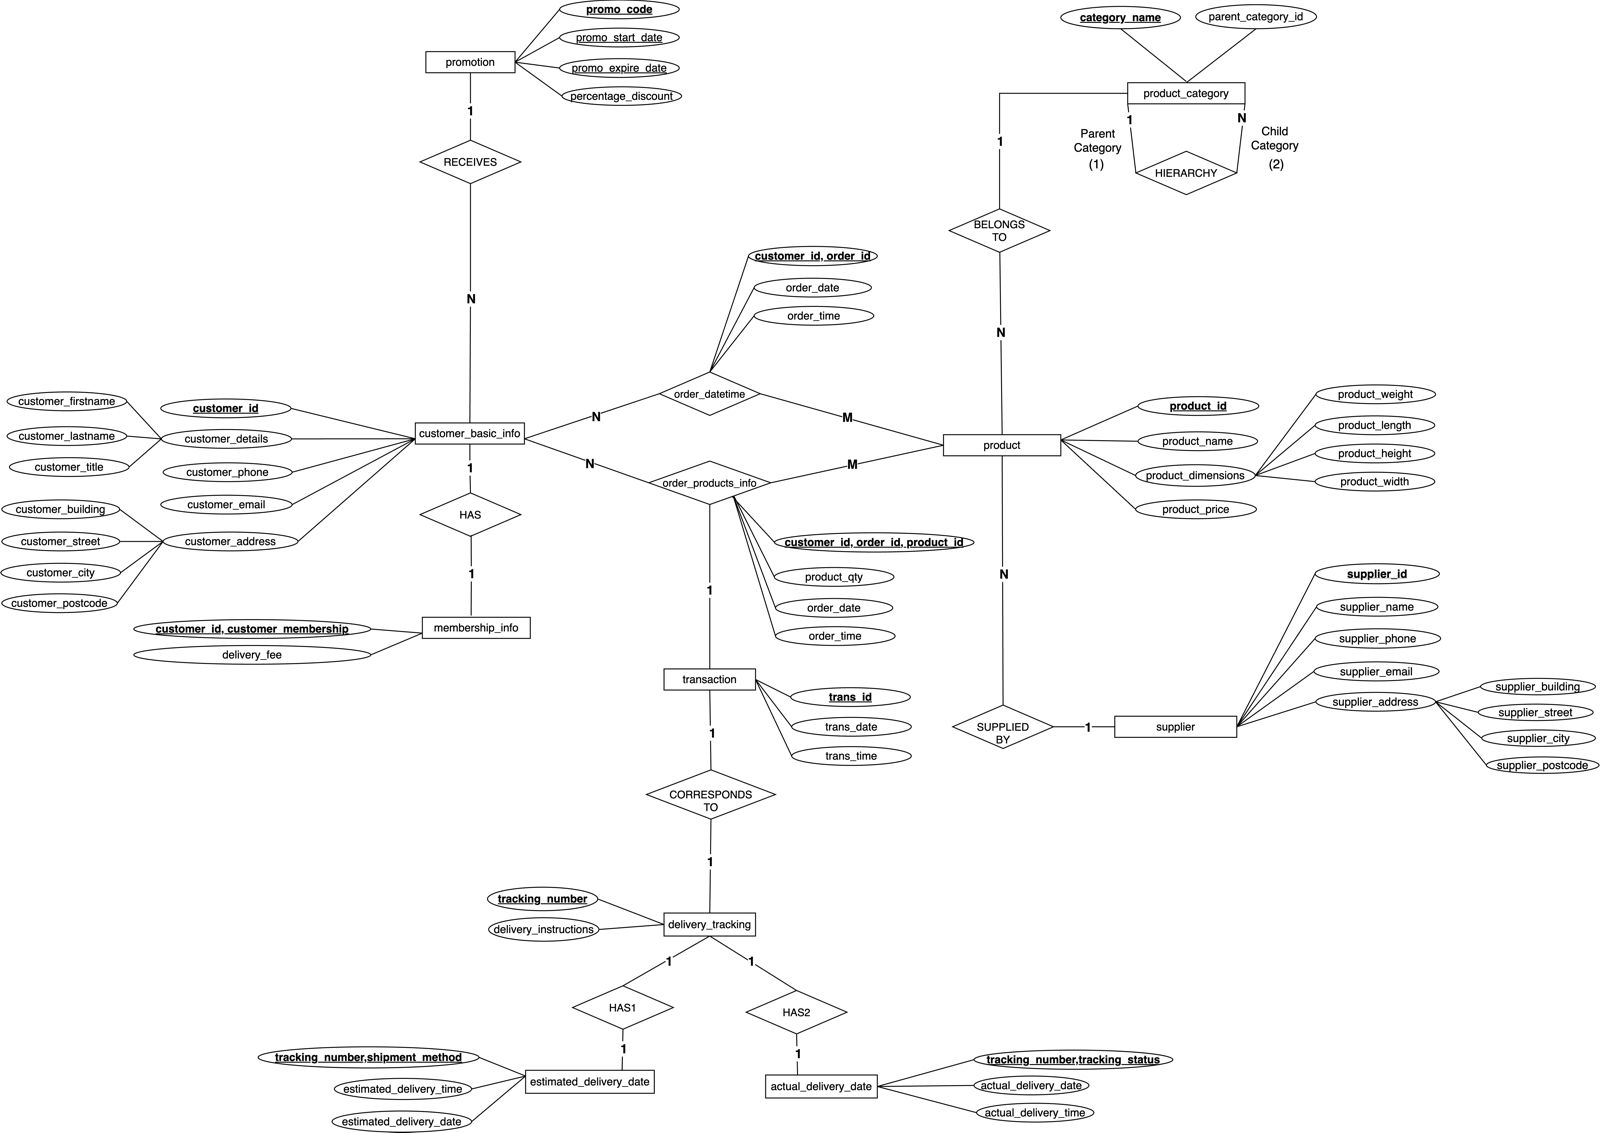 promo_code
promo_start_date
promotion
promo_expire_date
percentage_discount
1
RECEIVES
N
category_name
parent_category_id
product_category
1
N
Parent
Category
(1)
Child
Category
(2)
HIERARCHY
1
BELONGS
TO
N
customer_id, order_id
order_date
order_time
order_datetime
N
M
customer_firstname
customer_lastname
customer_title
customer_id
customer_details
customer_phone
customer_email
customer_address
customer_building
customer_street
customer_city
customer_postcode
customer_basic_info
1
HAS
1
membership_info
customer_id, customer_membership
delivery_fee
N
M
order_products_info
customer_id, order_id, product_id
product_qty
order_date
order_time
1
product
product_id
product_name
product_dimensions
product_price
product_weight
product_length
product_height
product_width
N
SUPPLIED
BY
1
supplier
supplier_id
supplier_name
supplier_phone
supplier_email
supplier_address
supplier_building
supplier_street
supplier_city
supplier_postcode
transaction
trans_id
trans_date
trans_time
1
CORRESPONDS
TO
1
tracking_number
delivery_instructions
delivery_tracking
1
1
HAS1
HAS2
1
1
tracking_number,shipment_method
estimated_delivery_time
estimated_delivery_date
estimated_delivery_date
actual_delivery_date
tracking_number,tracking_status
actual_delivery_date
actual_delivery_time